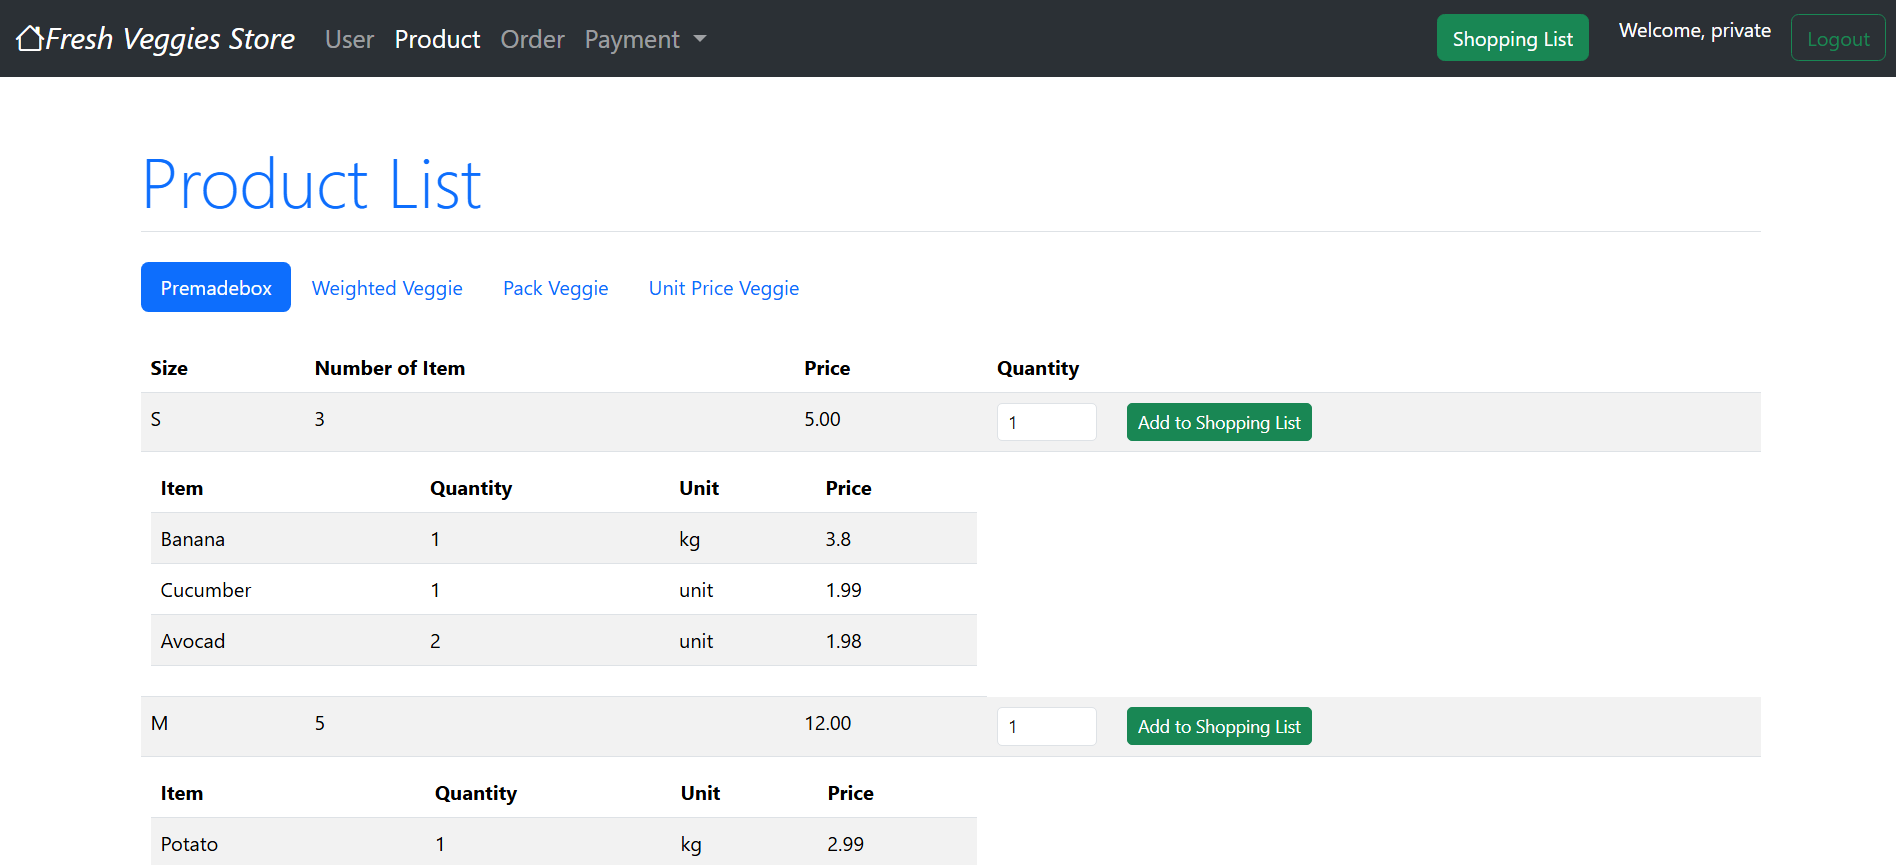 Fresh Veggies Store User Product Order Payment Shopping List Welcome, private Logout
Product List
Premadebox Weighted Veggie Pack Veggie Unit Price Veggie
Size Number of Item Price Quantity
S 3 5.00 1 Add to Shopping List
Item Quantity Unit Price
Banana 1 kg 3.8
Cucumber 1 unit 1.99
Avocad 2 unit 1.98
M 5 12.00 1 Add to Shopping List
Item Quantity Unit Price
Potato 1 kg 2.99